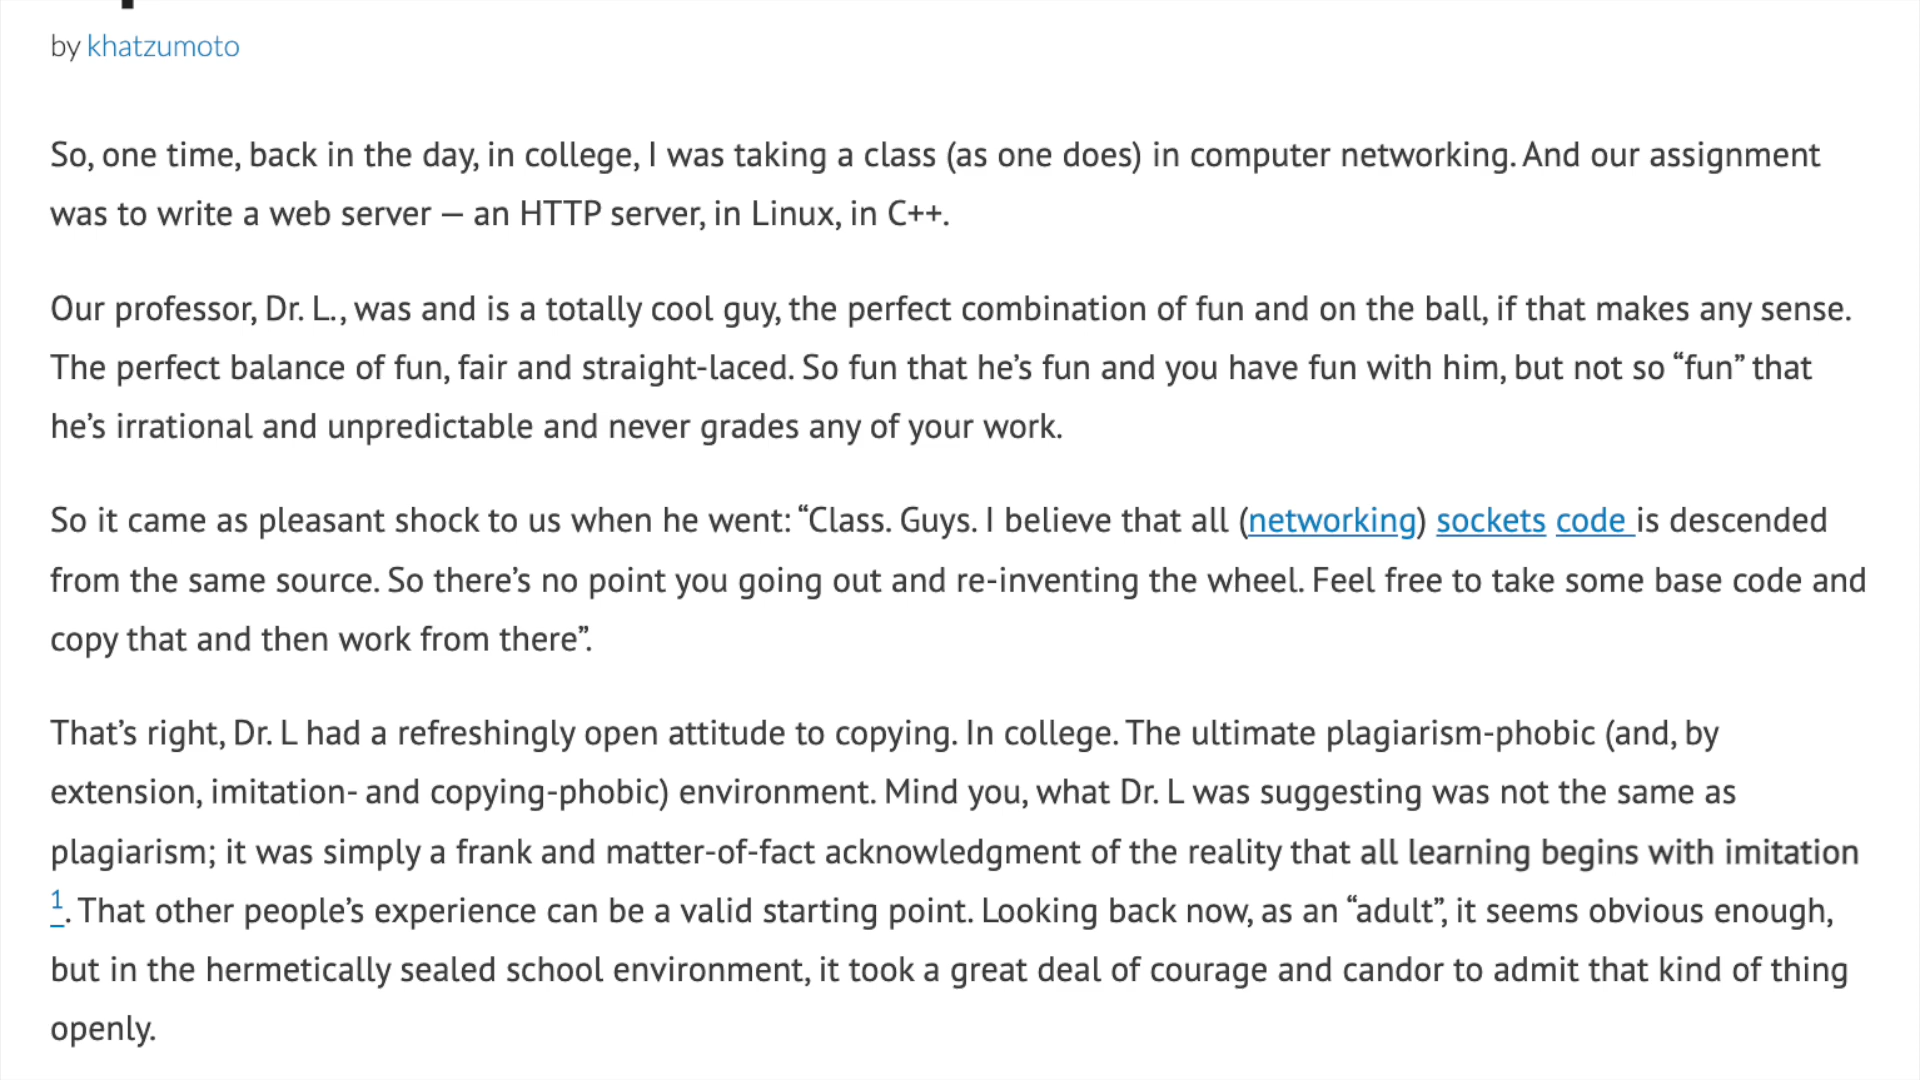 by khatzumoto
So, one time, back in the day, in college, I was taking a class (as one does) in computer networking. And our assignment
was to write a web server — an HTTP server, in Linux, in C++.
Our professor, Dr. L., was and is a totally cool guy, the perfect combination of fun and on the ball, if that makes any sense.
The perfect balance of fun, fair and straight-laced. So fun that he’s fun and you have fun with him, but not so “fun” that
he’s irrational and unpredictable and never grades any of your work.
So it came as pleasant shock to us when he went: “Class. Guys. I believe that all (networking) sockets code is descended
from the same source. So there’s no point you going out and re-inventing the wheel. Feel free to take some base code and
copy that and then work from there”.
That’s right, Dr. L had a refreshingly open attitude to copying. In college. The ultimate plagiarism-phobic (and, by
extension, imitation- and copying-phobic) environment. Mind you, what Dr. L was suggesting was not the same as
plagiarism; it was simply a frank and matter-of-fact acknowledgment of the reality that all learning begins with imitation
1. That other people’s experience can be a valid starting point. Looking back now, as an “adult”, it seems obvious enough,
but in the hermetically sealed school environment, it took a great deal of courage and candor to admit that kind of thing
openly.